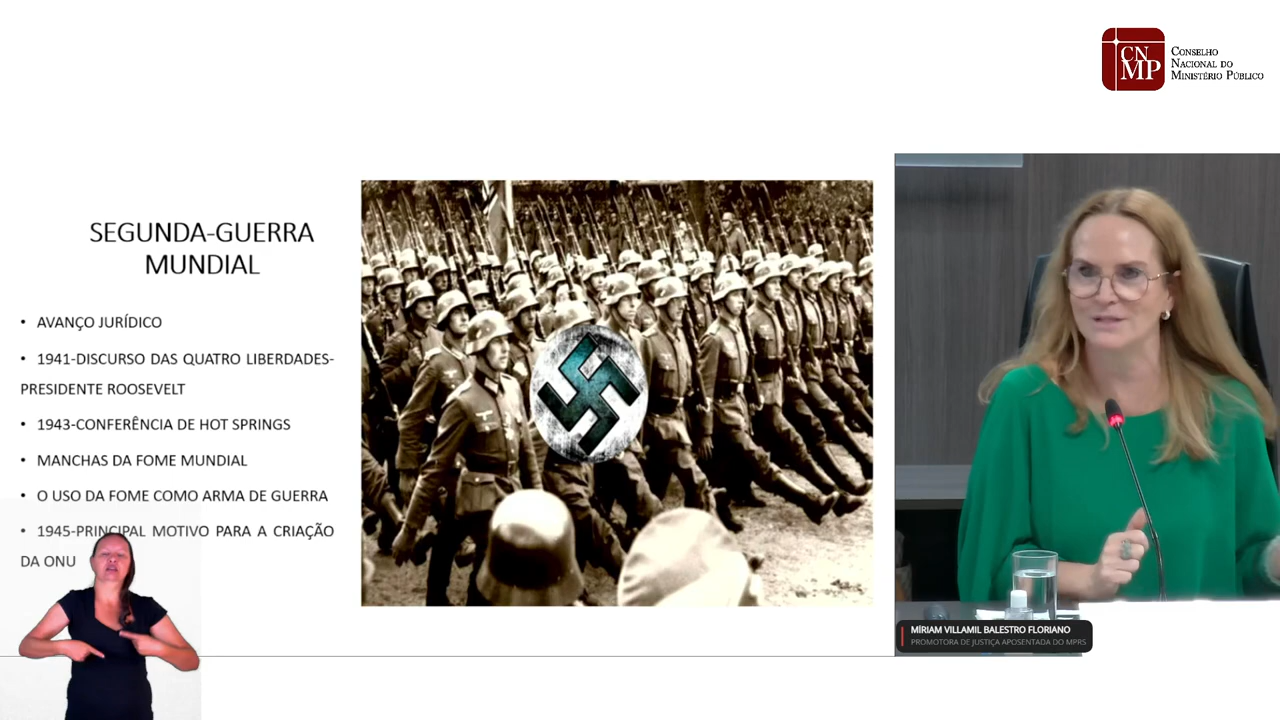 CN
MP
CONSELHO
NACIONAL DO
MINISTÉRIO PÚBLICO
SEGUNDA-GUERRA
MUNDIAL
• AVANÇO JURÍDICO
• 1941-DISCURSO DAS QUATRO LIBERDADES-
PRESIDENTE ROOSEVELT
• 1943-CONFERÊNCIA DE HOT SPRINGS
• MANCHAS DA FOME MUNDIAL
• O USO DA FOME COMO ARMA DE GUERRA
• 1945-PRINCIPAL MOTIVO PARA A CRIAÇÃO
DA ONU
MÍRIAM VILLAMIL BALESTRO FLORIANO
PROMOTORA DE JUSTIÇA APOSENTADA DO MPRS